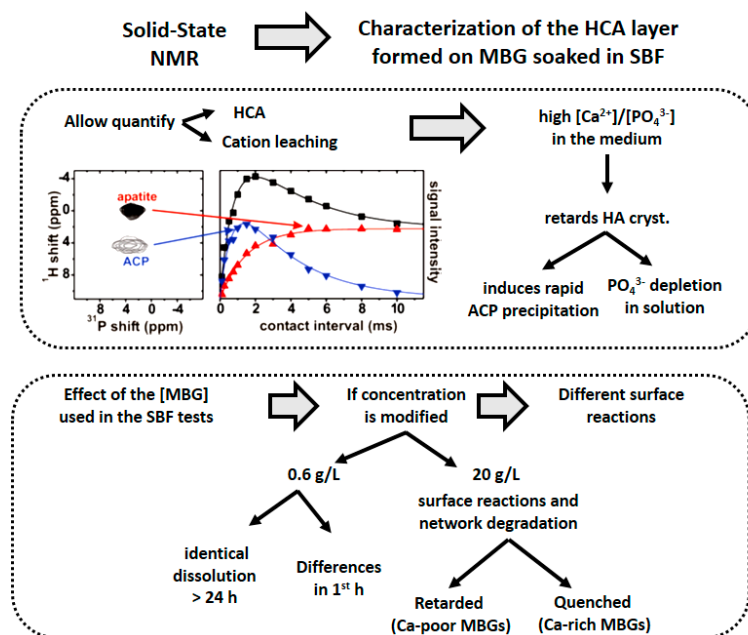 Solid-State
NMR
Characterization of the HCA layer
formed on MBG soaked in SBF
Allow quantify
HCA
Cation leaching
high [Ca²⁺]/[PO₄³⁻]
in the medium
retards HA cryst.
induces rapid
ACP precipitation
PO₄³⁻ depletion
in solution
-4
0
4
8
¹H shift (ppm)
apatite
ACP
8 4 0 -4
³¹P shift (ppm)
signal intensity
0 2 4 6 8 10
contact interval (ms)
Effect of the [MBG]
used in the SBF tests
If concentration
is modified
Different surface
reactions
0.6 g/L
20 g/L
surface reactions and
network degradation
identical
dissolution
> 24 h
Differences
in 1ˢᵗ h
Retarded
(Ca-poor MBGs)
Quenched
(Ca-rich MBGs)